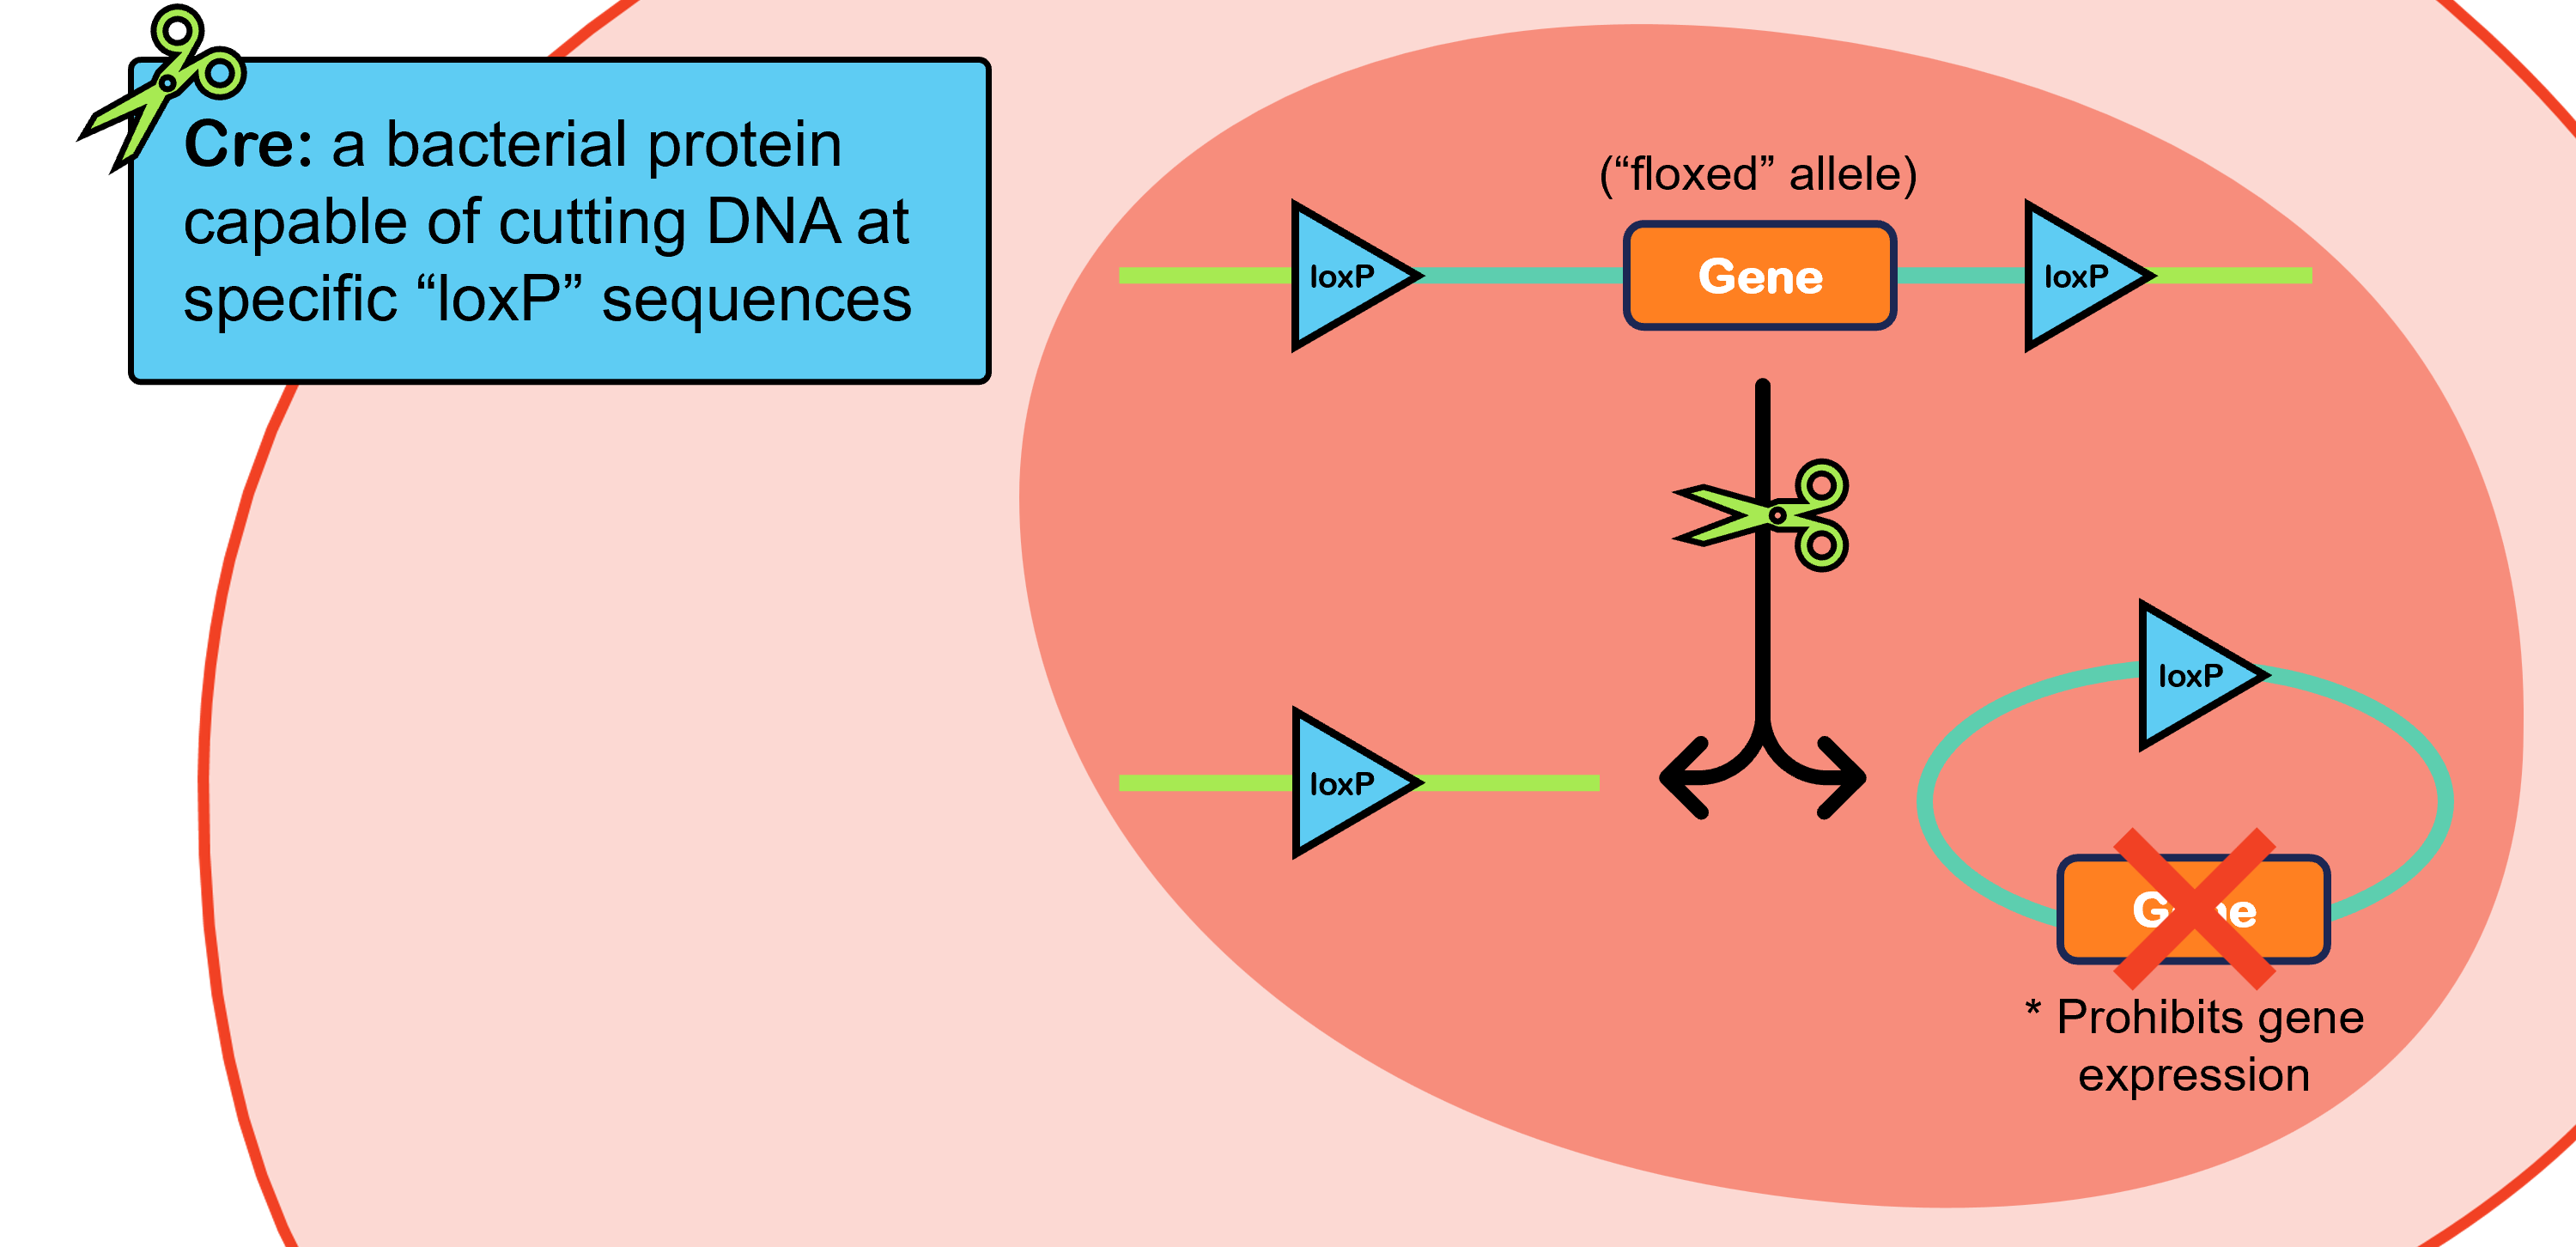 Cre: a bacterial protein
capable of cutting DNA at
specific “loxP” sequences
(“floxed” allele)
loxP
Gene
loxP
loxP
loxP
Gene
* Prohibits gene
expression